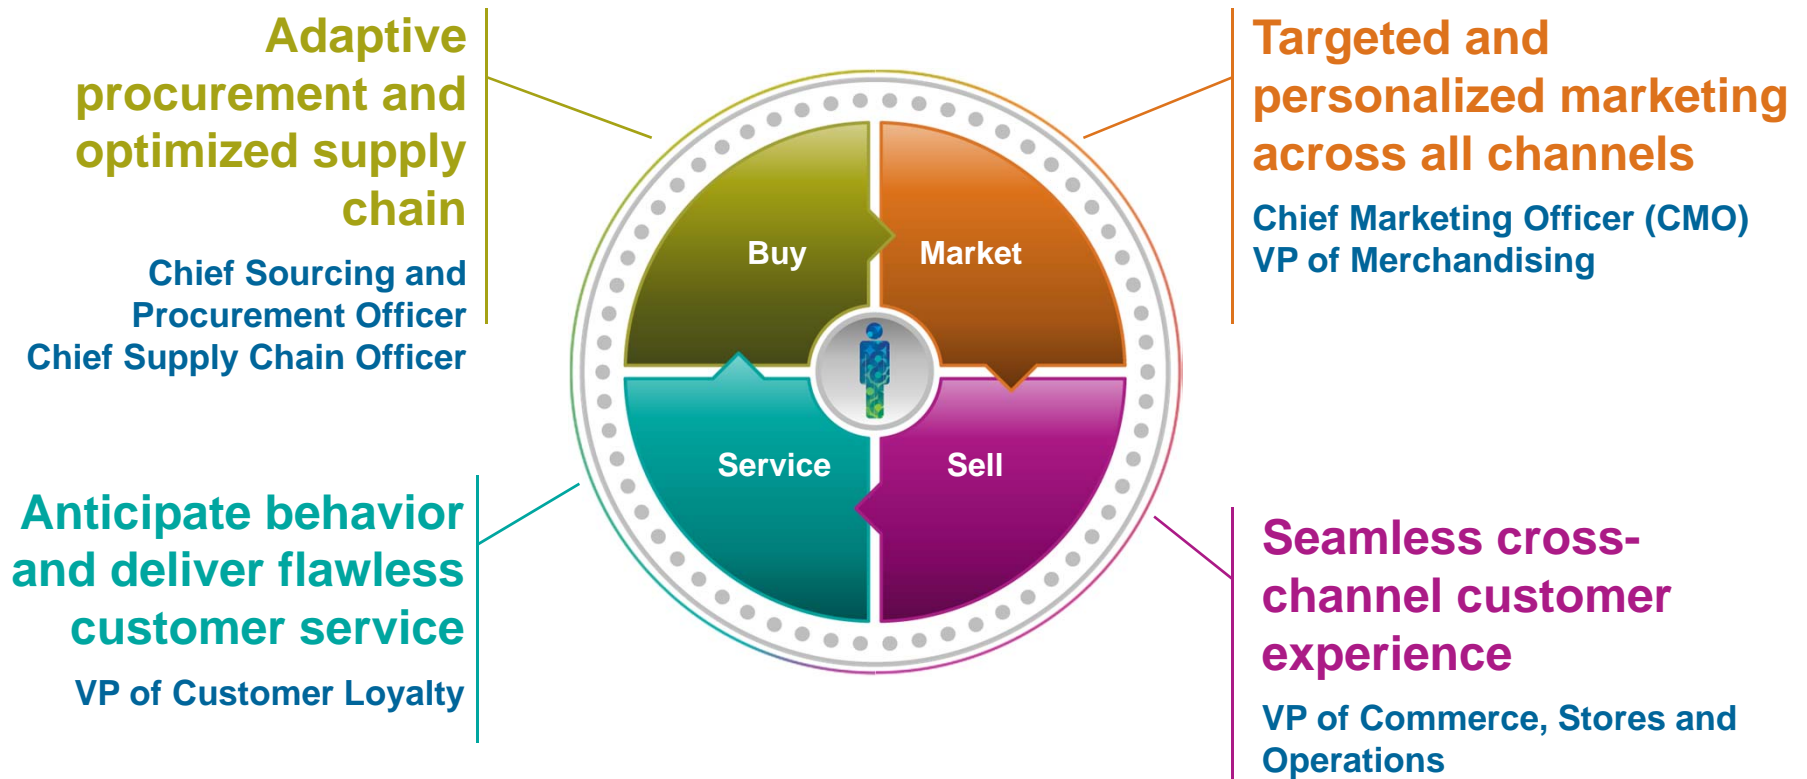 Adaptive
procurement and
optimized supply
chain
Chief Sourcing and
Procurement Officer
Chief Supply Chain Officer
Targeted and
personalized marketing
across all channels
Chief Marketing Officer (CMO)
VP of Merchandising
Buy
Market
Service
Sell
Anticipate behavior
and deliver flawless
customer service
VP of Customer Loyalty
Seamless cross-
channel customer
experience
VP of Commerce, Stores and
Operations